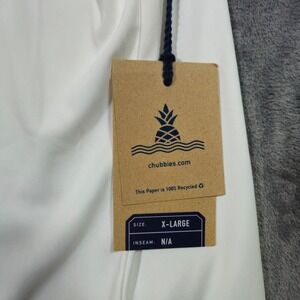 chubbies.com
This Paper is 100% Recycled
SIZE: X-LARGE
INSEAM: N/A